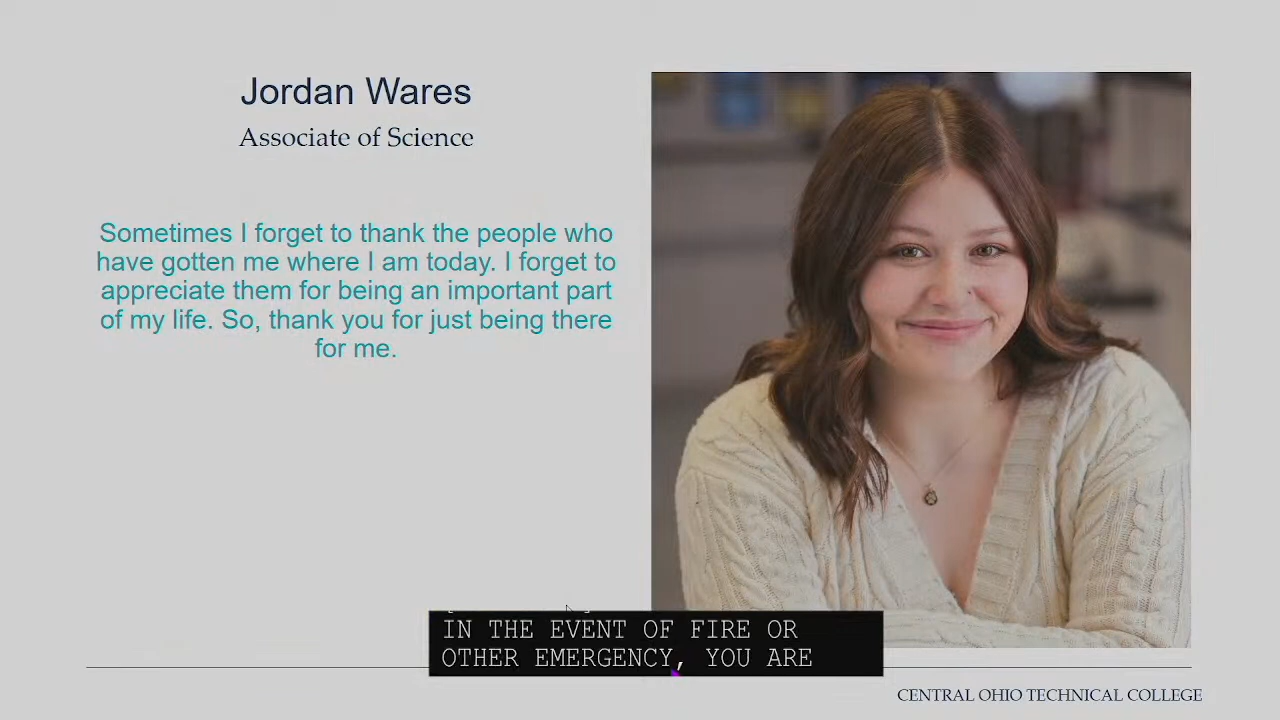 Jordan Wares
Associate of Science
Sometimes I forget to thank the people who
have gotten me where I am today. I forget to
appreciate them for being an important part
of my life. So, thank you for just being there
for me.
IN THE EVENT OF FIRE OR
OTHER EMERGENCY, YOU ARE
CENTRAL OHIO TECHNICAL COLLEGE